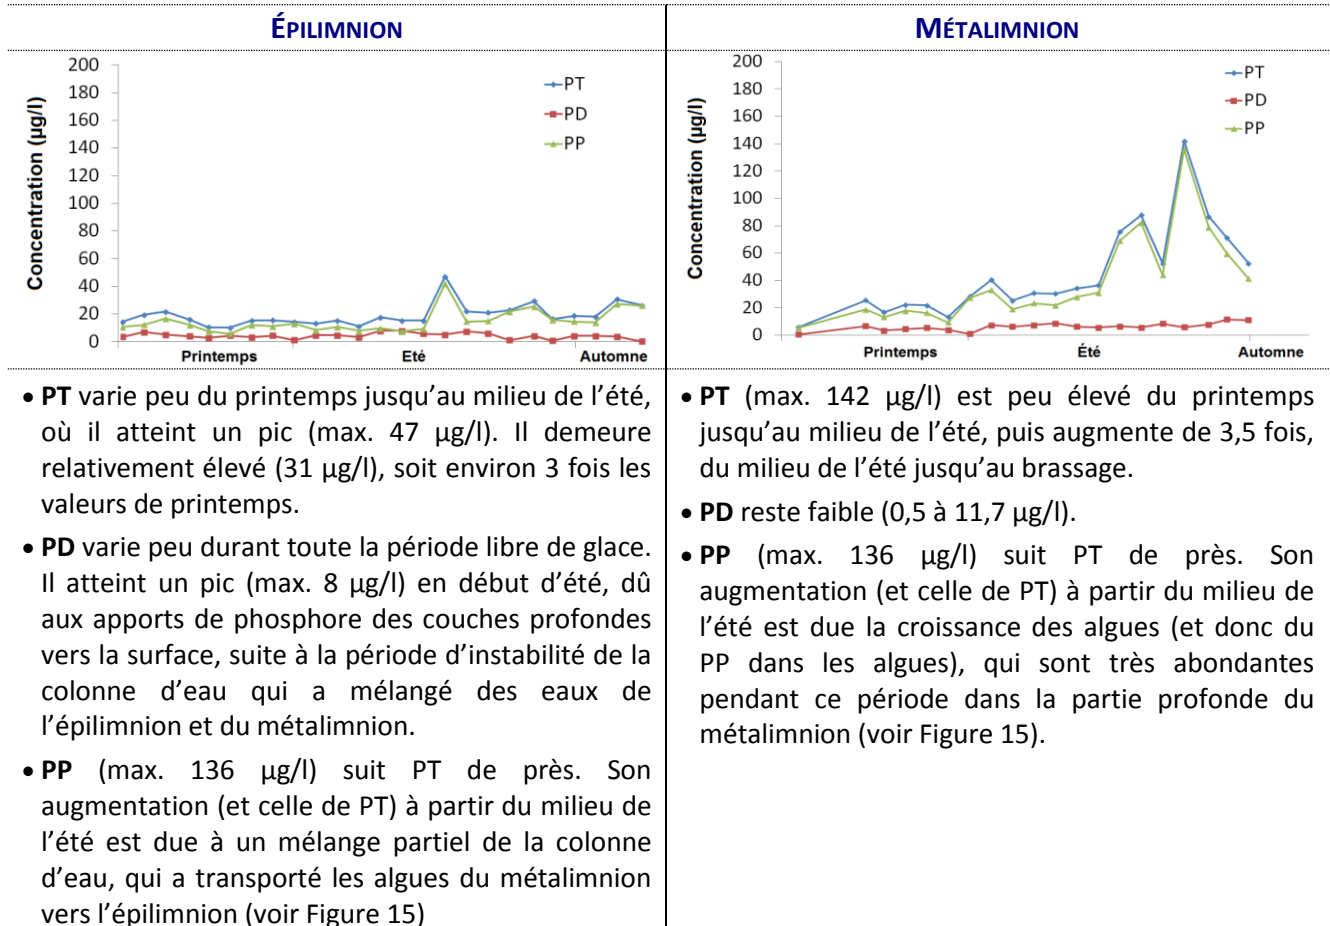 ÉPILIMNION
200
180
160
140
120
100
80
60
40
20
0
Concentration (µg/l)
PT
PD
PP
Printemps Eté Automne
• PT varie peu du printemps jusqu’au milieu de l’été,
où il atteint un pic (max. 47 µg/l). Il demeure
relativement élevé (31 µg/l), soit environ 3 fois les
valeurs de printemps.
• PD varie peu durant toute la période libre de glace.
Il atteint un pic (max. 8 µg/l) en début d’été, dû
aux apports de phosphore des couches profondes
vers la surface, suite à la période d’instabilité de la
colonne d’eau qui a mélangé des eaux de
l’épilimnion et du métalimnion.
• PP (max. 136 µg/l) suit PT de près. Son
augmentation (et celle de PT) à partir du milieu de
l’été est due à un mélange partiel de la colonne
d’eau, qui a transporté les algues du métalimnion
vers l’épilimnion (voir Figure 15)
MÉTALIMNION
200
180
160
140
120
100
80
60
40
20
0
Concentration (µg/l)
PT
PD
PP
Printemps Été Automne
• PT (max. 142 µg/l) est peu élevé du printemps
jusqu’au milieu de l’été, puis augmente de 3,5 fois,
du milieu de l’été jusqu’au brassage.
• PD reste faible (0,5 à 11,7 µg/l).
• PP (max. 136 µg/l) suit PT de près. Son
augmentation (et celle de PT) à partir du milieu de
l’été est due la croissance des algues (et donc du
PP dans les algues), qui sont très abondantes
pendant ce période dans la partie profonde du
métalimnion (voir Figure 15).